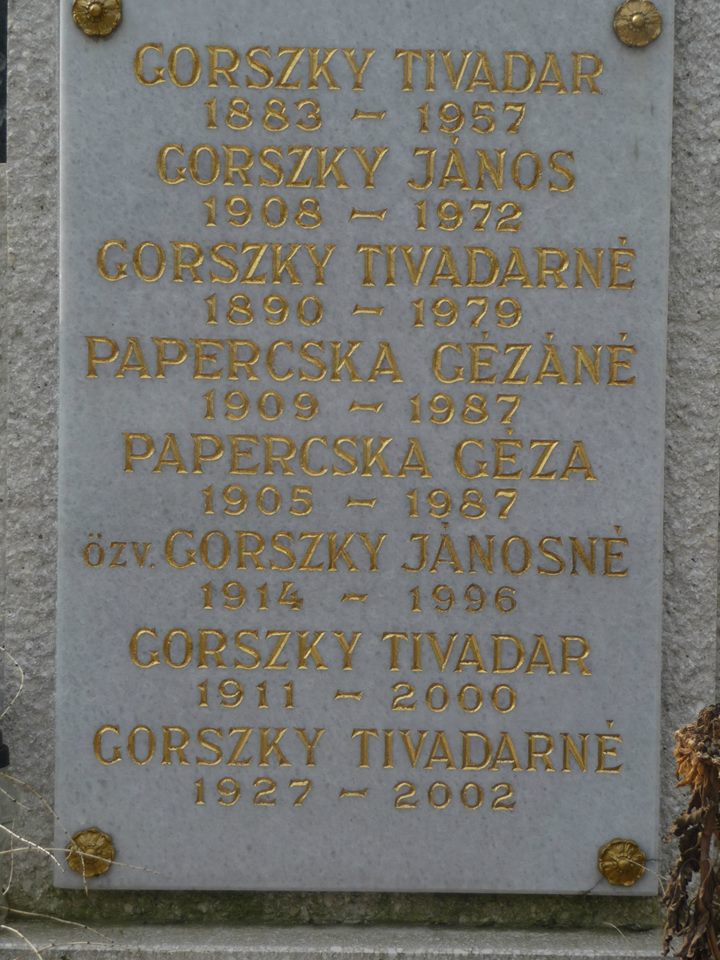 GORSZKY TIVADAR
1883 – 1957
GORSZKY JÁNOS
1908 – 1972
GORSZKY TIVADARNÉ
1890 – 1979
PAPERCSKA GÉZÁNÉ
1909 – 1987
PAPERCSKA GÉZA
1905 – 1987
özv. GORSZKY JÁNOSNÉ
1914 – 1996
GORSZKY TIVADAR
1911 – 2000
GORSZKY TIVADARNÉ
1927 – 2002